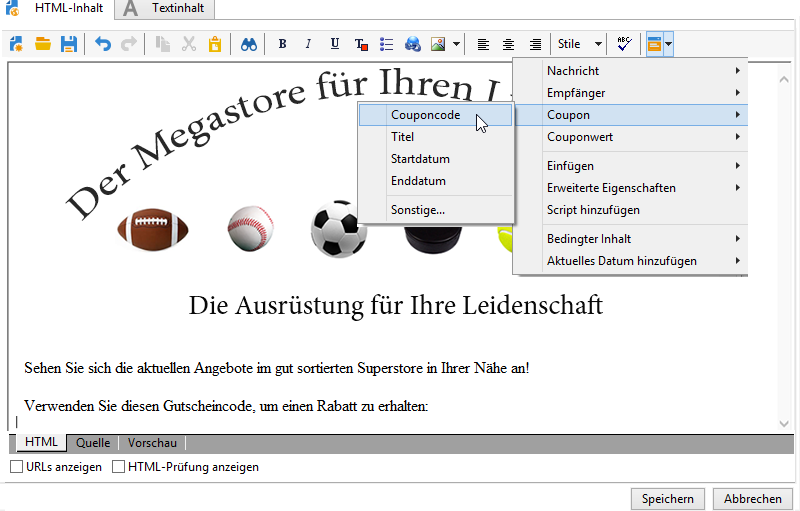 HTML-Inhalt
Textinhalt
B I U T Stile ABC
Nachricht
Empfänger
Coupon
Couponwert
Einfügen
Erweiterte Eigenschaften
Script hinzufügen
Bedingter Inhalt
Aktuelles Datum hinzufügen
Couponcode
Titel
Startdatum
Enddatum
Sonstige...
Der Megastore für Ihren
Die Ausrüstung für Ihre Leidenschaft
Sehen Sie sich die aktuellen Angebote im gut sortierten Superstore in Ihrer Nähe an!
Verwenden Sie diesen Gutscheincode, um einen Rabatt zu erhalten:
HTML Quelle Vorschau
URLs anzeigen HTML-Prüfung anzeigen
Speichern Abbrechen